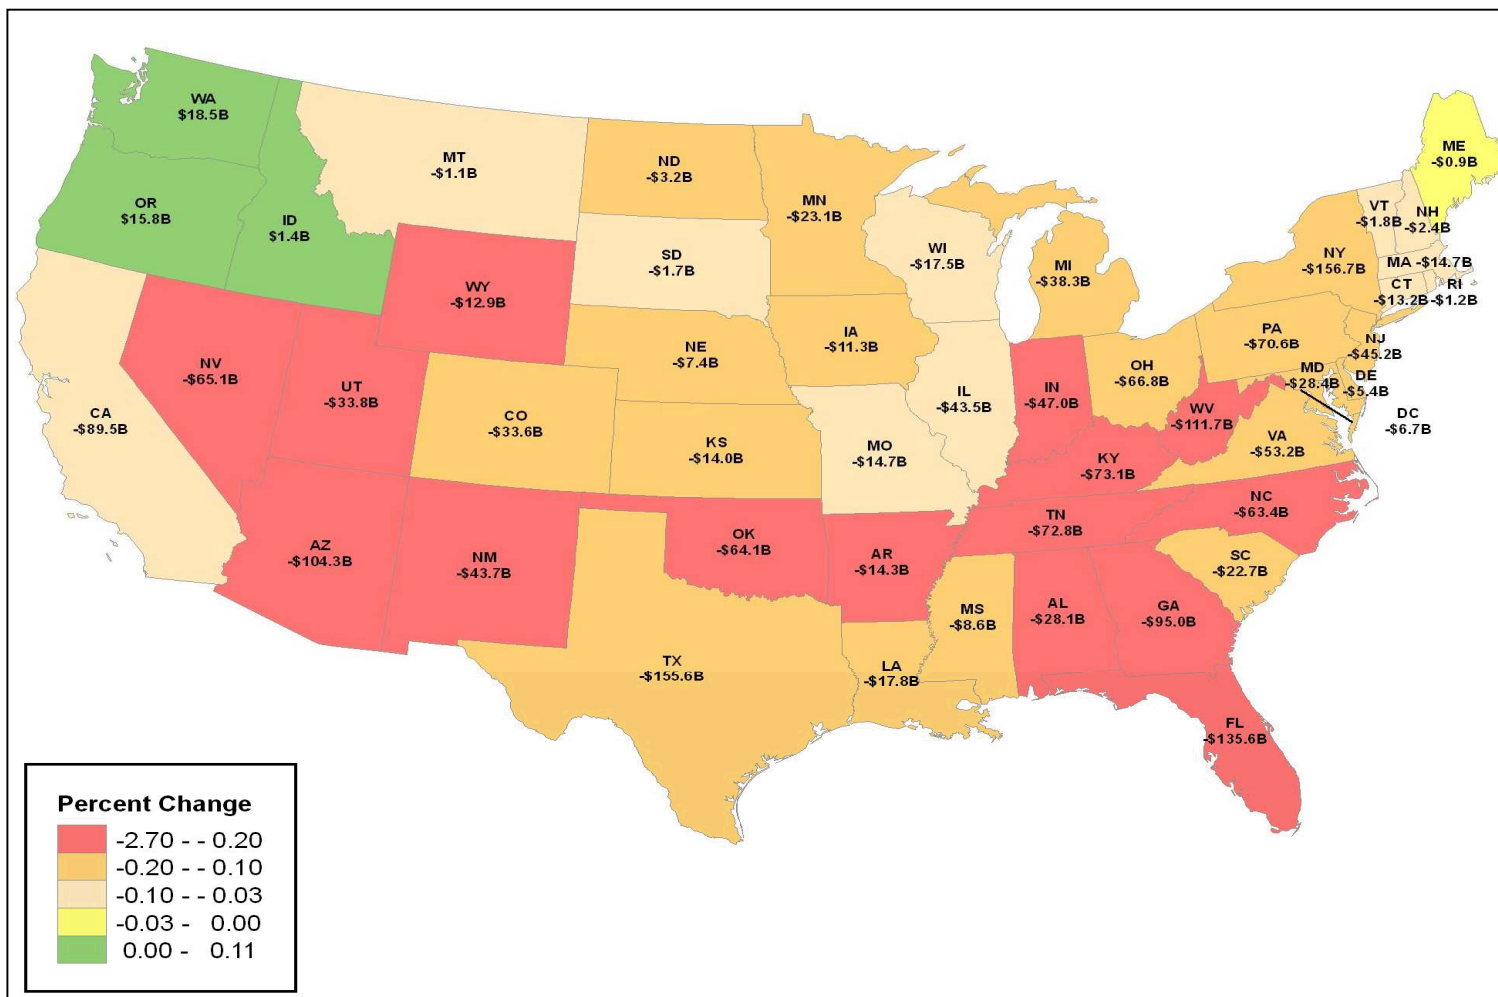 WA
$18.5B
OR
$15.8B
ID
$1.4B
MT
-$1.1B
ND
-$3.2B
MN
-$23.1B
SD
-$1.7B
WI
-$17.5B
MI
-$38.3B
WY
-$12.9B
NE
-$7.4B
IA
-$11.3B
ME
-$0.9B
VT
-$1.8B
NH
-$2.4B
NY
-$156.7B
MA -$14.7B
CT
-$13.2B
RI
-$1.2B
PA
-$70.6B
NJ
-$45.2B
MD
-$28.4B
DE
-$5.4B
DC
-$6.7B
OH
-$66.8B
IN
-$47.0B
IL
-$43.5B
WV
-$111.7B
VA
-$53.2B
KY
-$73.1B
NV
-$65.1B
UT
-$33.8B
CO
-$33.6B
KS
-$14.0B
MO
-$14.7B
CA
-$89.5B
AZ
-$104.3B
NM
-$43.7B
OK
-$64.1B
AR
-$14.3B
TN
-$72.8B
NC
-$63.4B
SC
-$22.7B
MS
-$8.6B
AL
-$28.1B
GA
-$95.0B
TX
-$155.6B
LA
-$17.8B
FL
-$135.6B
Percent Change
-2.70 - - 0.20
-0.20 - - 0.10
-0.10 - - 0.03
-0.03 - 0.00
0.00 - 0.11